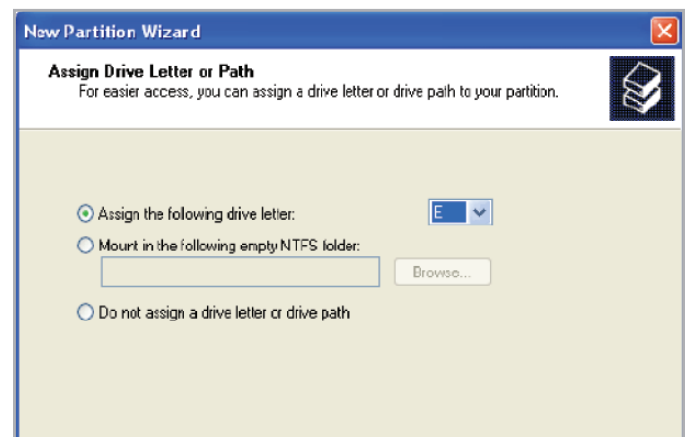 New Partition Wizard
Assign Drive Letter or Path
For easier access, you can assign a drive letter or drive path to your partition.
Assign the following drive letter:
E
Mount in the following empty NTFS folder:
Browse...
Do not assign a drive letter or drive path